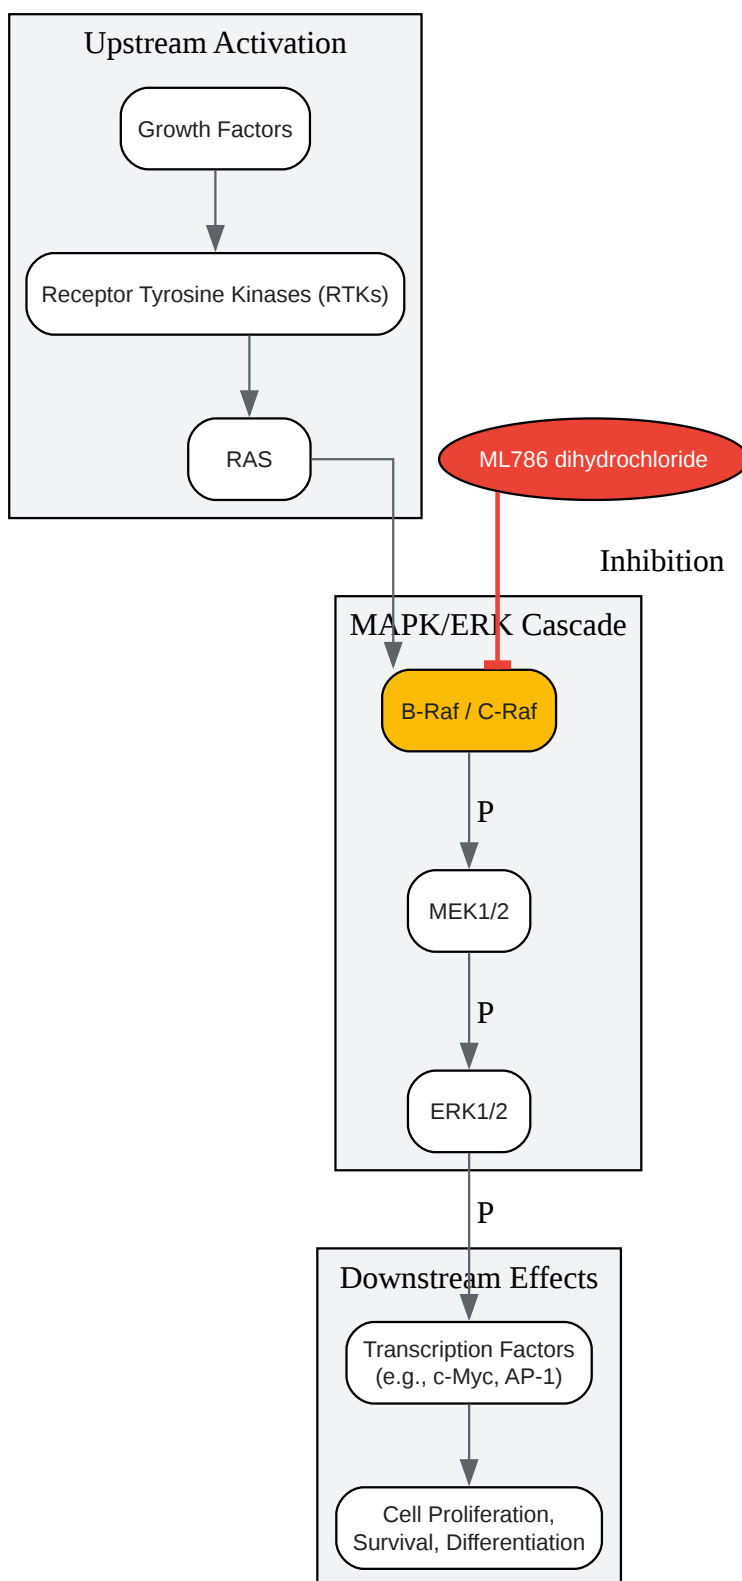 Upstream Activation
Growth Factors
Receptor Tyrosine Kinases (RTKs)
RAS
ML786 dihydrochloride
Inhibition
MAPK/ERK Cascade
B-Raf / C-Raf
P
MEK1/2
P
ERK1/2
P
Downstream Effects
Transcription Factors
(e.g., c-Myc, AP-1)
Cell Proliferation,
Survival, Differentiation